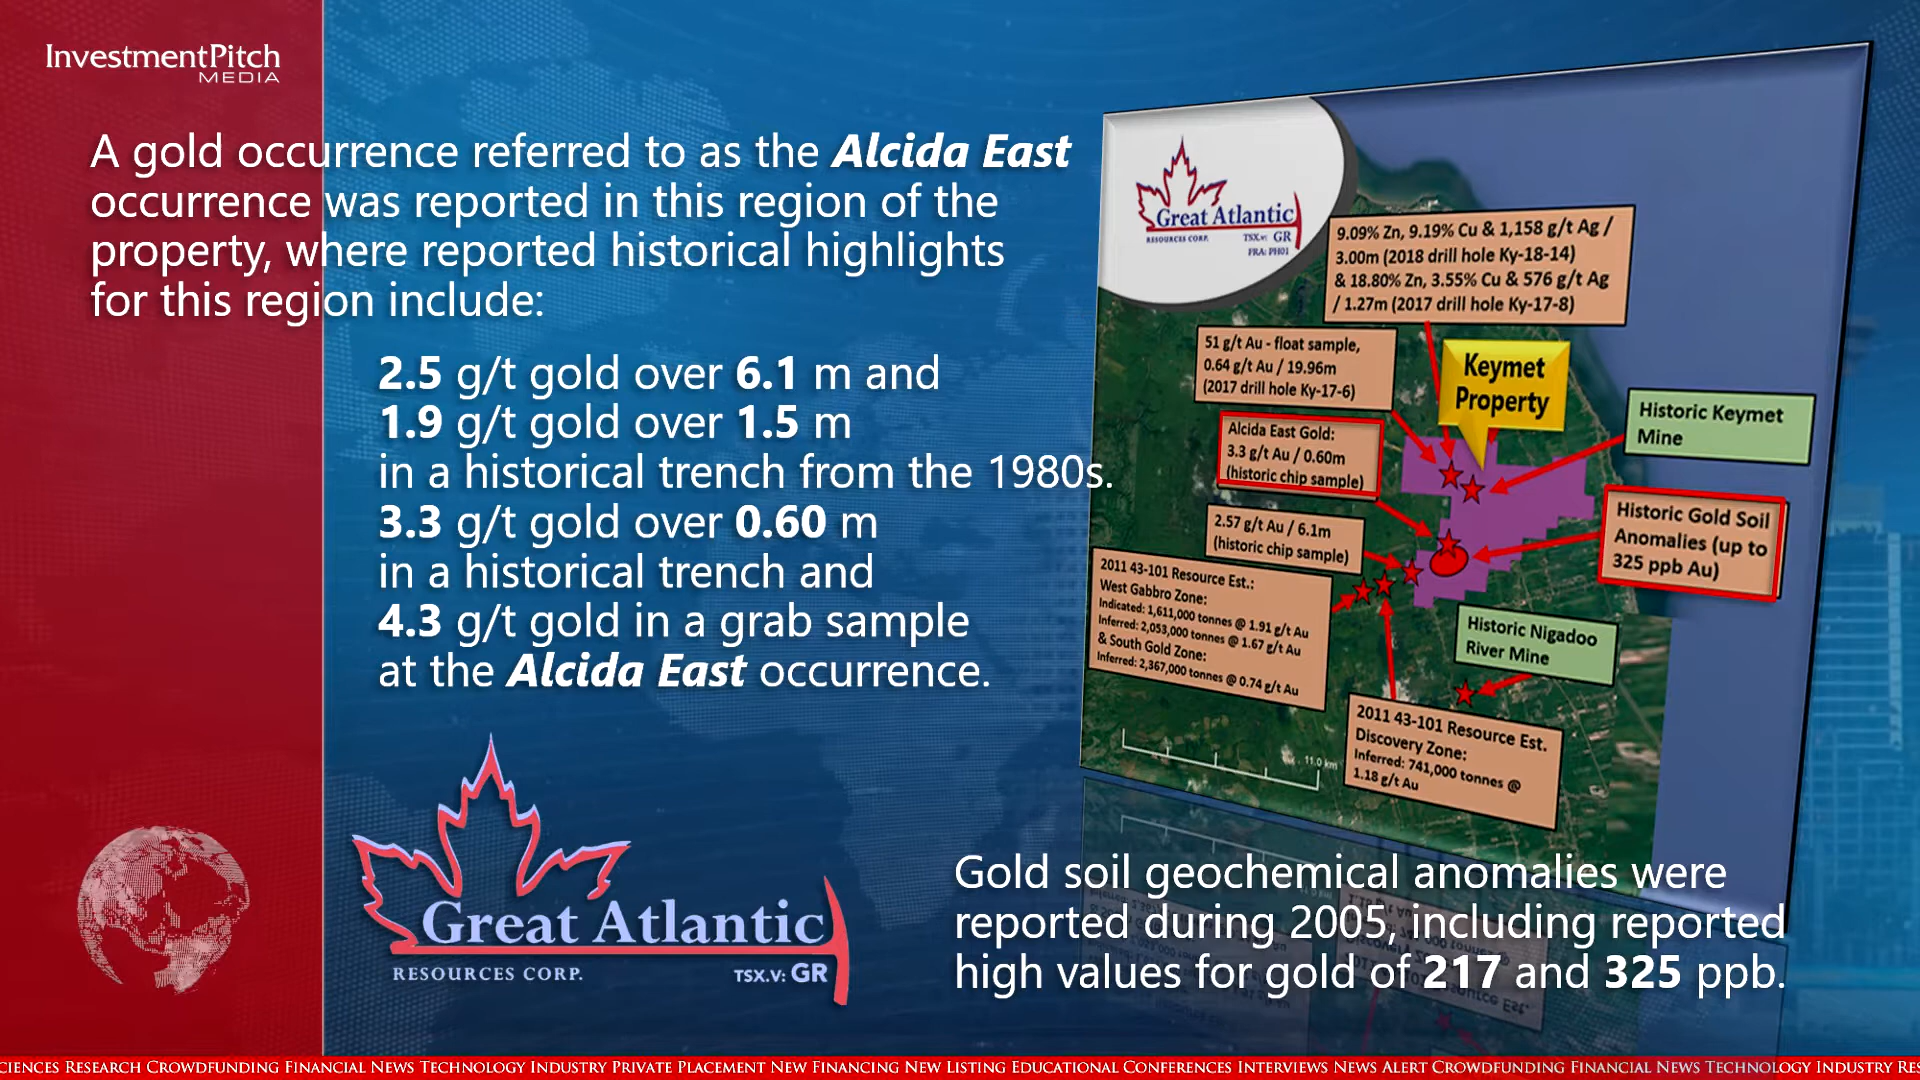 InvestmentPitch
MEDIA
A gold occurrence referred to as the Alcida East
occurrence was reported in this region of the
property, where reported historical highlights
for this region include:
2.5 g/t gold over 6.1 m and
1.9 g/t gold over 1.5 m
in a historical trench from the 1980s.
3.3 g/t gold over 0.60 m
in a historical trench and
4.3 g/t gold in a grab sample
at the Alcida East occurrence.
Great Atlantic
RESOURCES CORP. TSX.V: GR
Great Atlantic
RESOURCES CORP. TSX.V: GR
FRA: PH01
9.09% Zn, 9.19% Cu & 1,158 g/t Ag /
3.00m (2018 drill hole Ky-18-14)
& 18.80% Zn, 3.55% Cu & 576 g/t Ag
/ 1.27m (2017 drill hole Ky-17-8)
51 g/t Au - float sample,
0.64 g/t Au / 19.96m
(2017 drill hole Ky-17-6)
Keymet
Property
Historic Keymet
Mine
Alcida East Gold:
3.3 g/t Au / 0.60m
(historic chip sample)
Historic Gold Soil
Anomalies (up to
325 ppb Au)
2.57 g/t Au / 6.1m
(historic chip sample)
2011 43-101 Resource Est.:
West Gabbro Zone:
Indicated: 1,611,000 tonnes @ 1.91 g/t Au
Inferred: 2,053,000 tonnes @ 1.67 g/t Au
& South Gold Zone:
Inferred: 2,367,000 tonnes @ 0.74 g/t Au
Historic Nigadoo
River Mine
2011 43-101 Resource Est.
Discovery Zone:
Inferred: 741,000 tonnes @
1.18 g/t Au
11.0 km
Gold soil geochemical anomalies were
reported during 2005, including reported
high values for gold of 217 and 325 ppb.
CIENCES RESEARCH CROWDFUNDING FINANCIAL NEWS TECHNOLOGY INDUSTRY PRIVATE PLACEMENT NEW FINANCING NEW LISTING EDUCATIONAL CONFERENCES INTERVIEWS NEWS ALERT CROWDFUNDING FINANCIAL NEWS TECHNOLOGY INDUSTRY RES